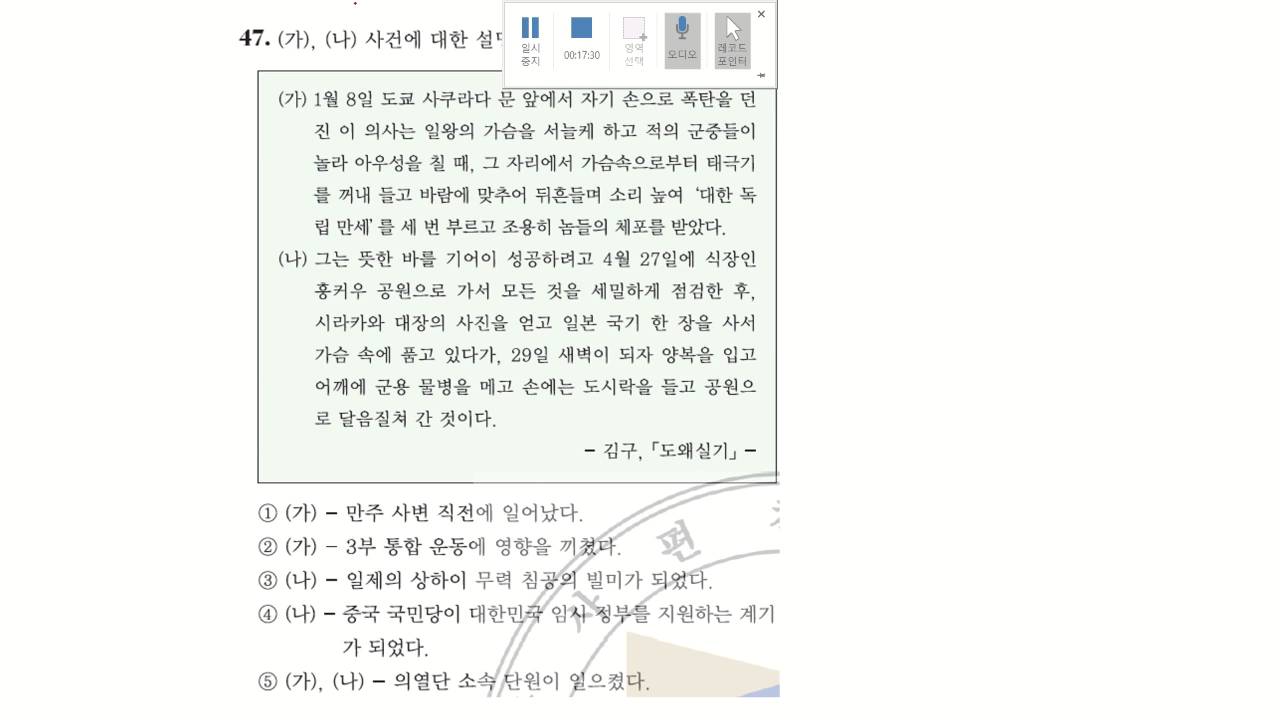 47. (가), (나) 사건에 대한
일시
중지
00:17:30
영역
선택
오디오
레코드
포인터
(가) 1월 8일 도쿄 사쿠라다 문 앞에서 자기 손으로 폭탄을 던
진 이 의사는 일왕의 가슴을 서늘케 하고 적의 군중들이
놀라 아우성을 칠 때, 그 자리에서 가슴속으로부터 태극기
를 꺼내 들고 바람에 맞추어 뒤흔들며 소리 높여 ‘대한 독
립 만세’를 세 번 부르고 조용히 놈들의 체포를 받았다.
(나) 그는 뜻한 바를 기어이 성공하려고 4월 27일에 식장인
훙커우 공원으로 가서 모든 것을 세밀하게 점검한 후,
시라카와 대장의 사진을 얻고 일본 국기 한 장을 사서
가슴 속에 품고 있다가, 29일 새벽이 되자 양복을 입고
어깨에 군용 물병을 메고 손에는 도시락을 들고 공원으
로 달음질쳐 간 것이다.
- 김구, 「도왜실기」 -
① (가) - 만주 사변 직전에 일어났다.
② (가) - 3부 통합 운동에 영향을 끼쳤다.
③ (나) - 일제의 상하이 무력 침공의 빌미가 되었다.
④ (나) - 중국 국민당이 대한민국 임시 정부를 지원하는 계기
가 되었다.
⑤ (가), (나) - 의열단 소속 단원이 일으켰다.
사 편